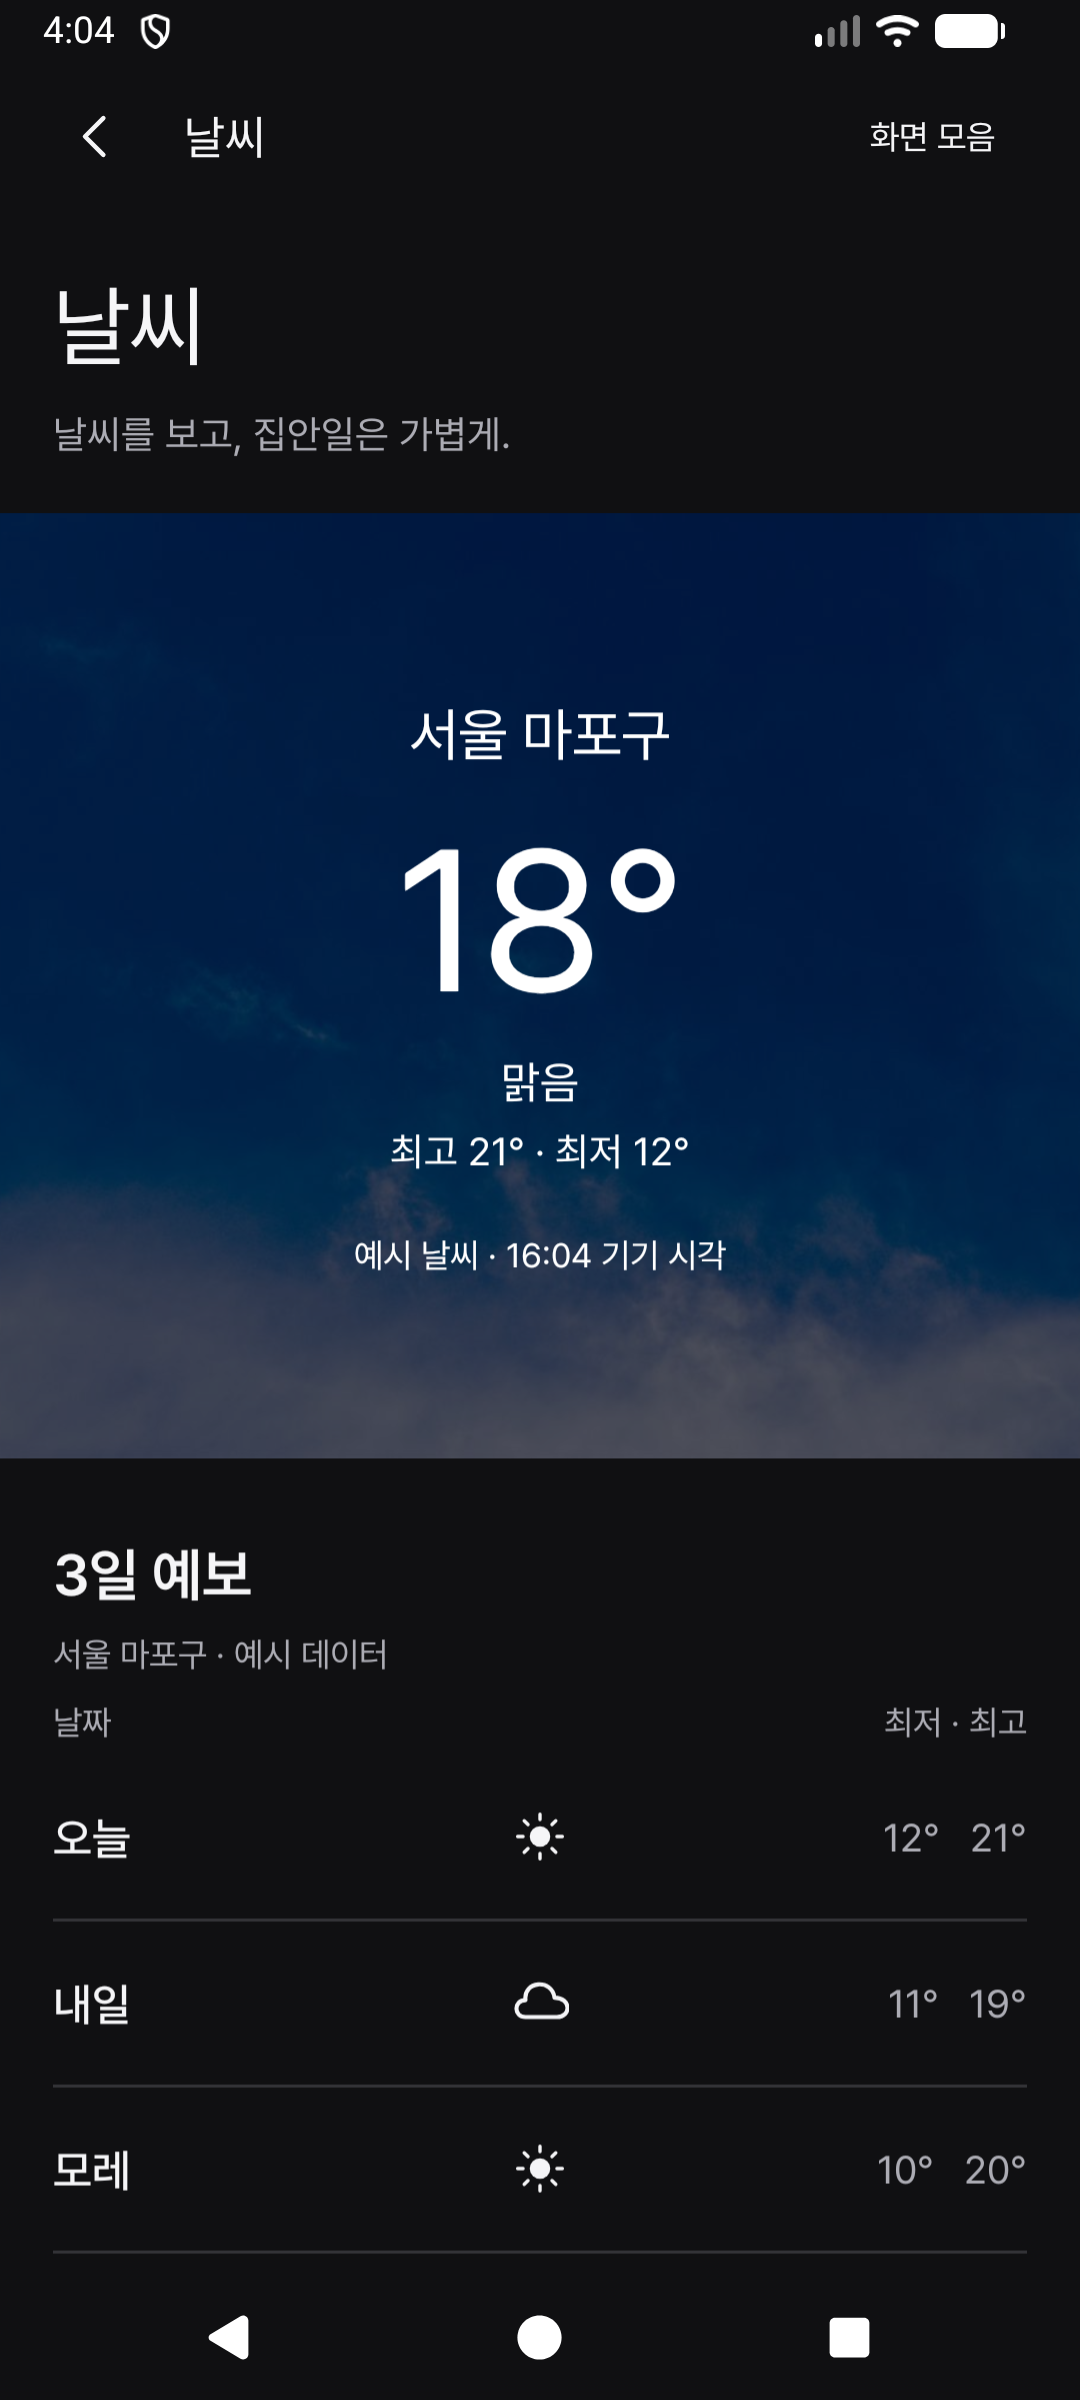 4:04
날씨
화면 모음
날씨
날씨를 보고, 집안일은 가볍게.
서울 마포구
18°
맑음
최고 21° · 최저 12°
예시 날씨 · 16:04 기기 시각
3일 예보
서울 마포구 · 예시 데이터
날짜 최저 · 최고
오늘 12° 21°
내일 11° 19°
모레 10° 20°